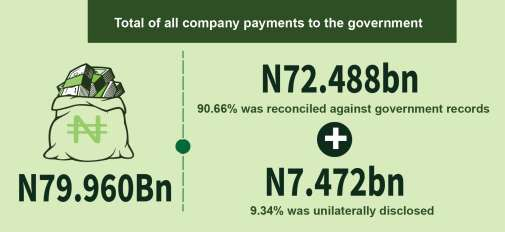 Total of all company payments to the government
₦
N79.960Bn
N72.488bn
90.66% was reconciled against government records
+
N7.472bn
9.34% was unilaterally disclosed